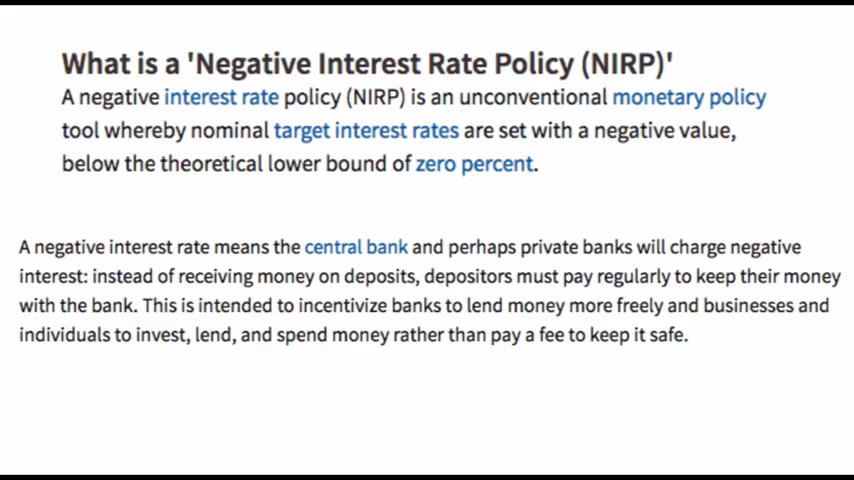 What is a 'Negative Interest Rate Policy (NIRP)'
A negative interest rate policy (NIRP) is an unconventional monetary policy
tool whereby nominal target interest rates are set with a negative value,
below the theoretical lower bound of zero percent.
A negative interest rate means the central bank and perhaps private banks will charge negative
interest: instead of receiving money on deposits, depositors must pay regularly to keep their money
with the bank. This is intended to incentivize banks to lend money more freely and businesses and
individuals to invest, lend, and spend money rather than pay a fee to keep it safe.